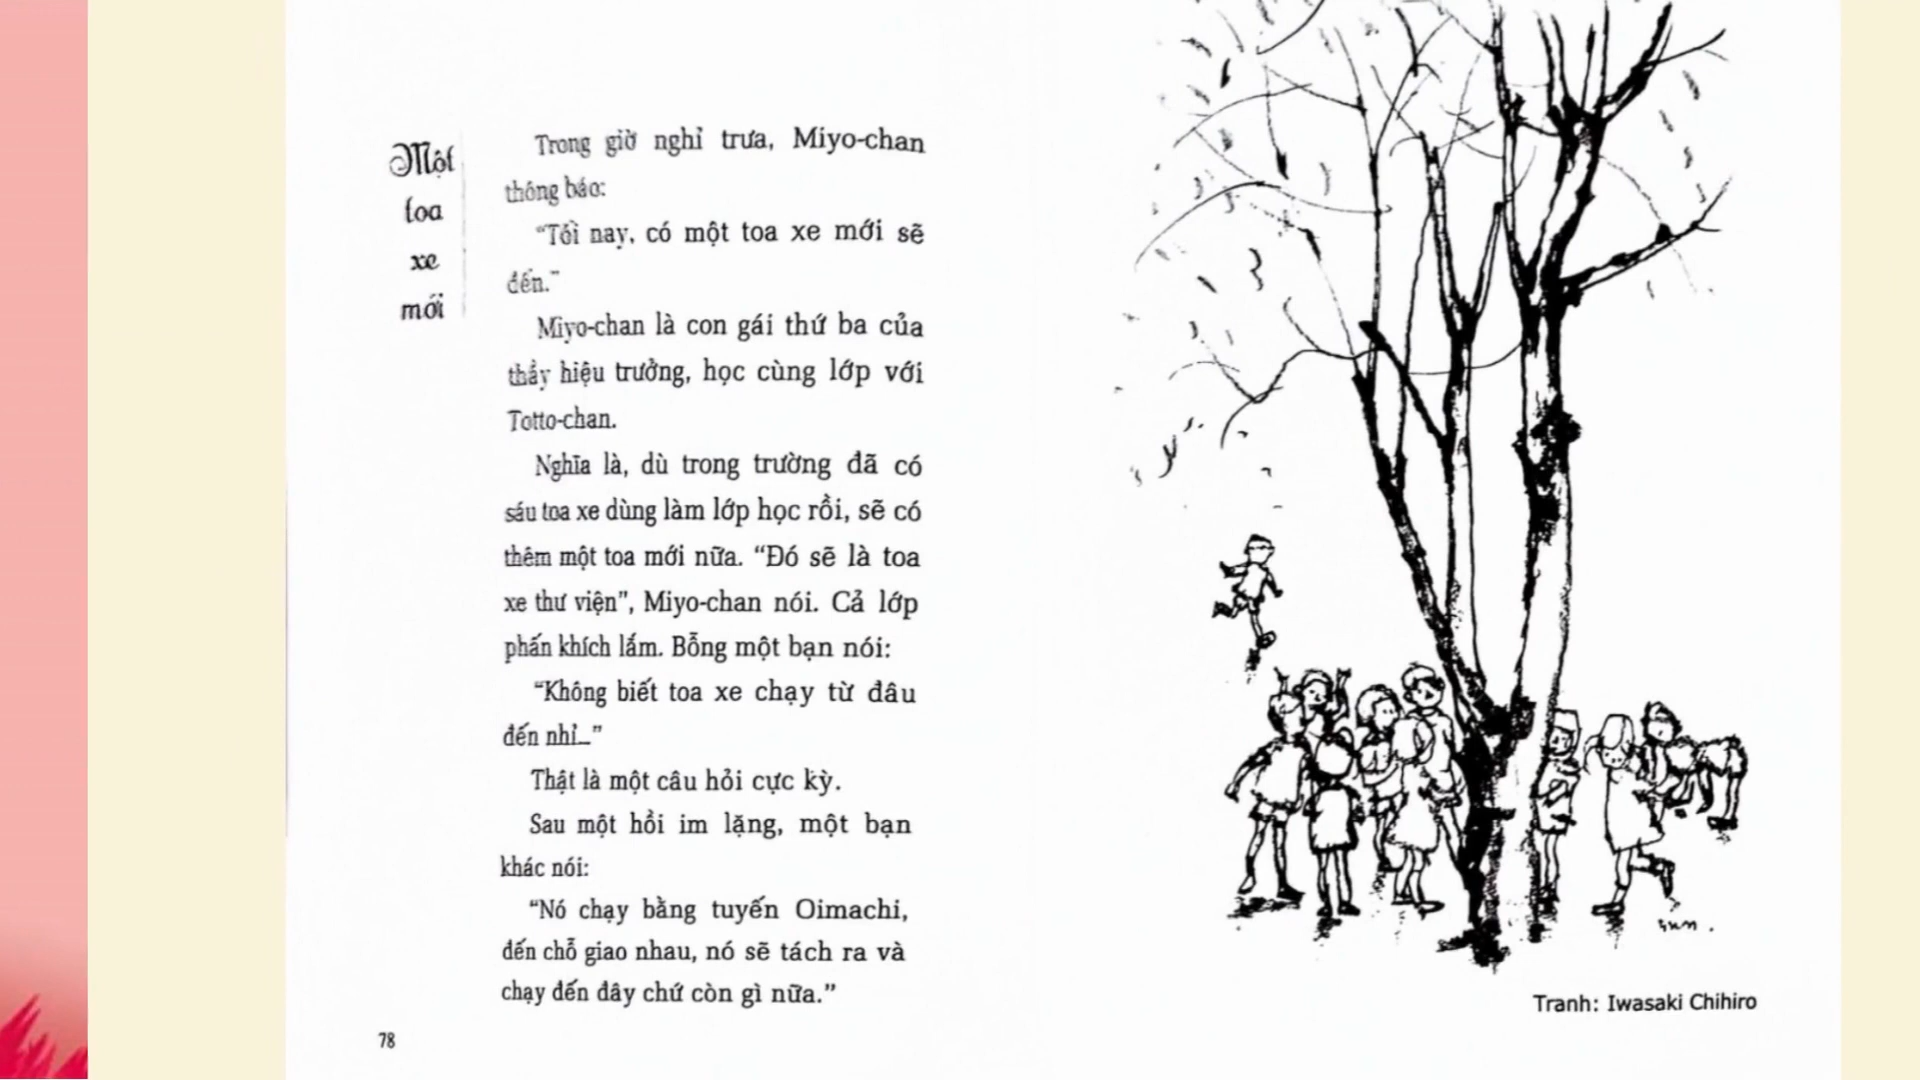 Một
toa
xe
mới
Trong giờ nghỉ trưa, Miyo-chan
thông báo:
“Tối nay, có một toa xe mới sẽ
đến.”
Miyo-chan là con gái thứ ba của
thầy hiệu trưởng, học cùng lớp với
Totto-chan.
Nghĩa là, dù trong trường đã có
sáu toa xe dùng làm lớp học rồi, sẽ có
thêm một toa mới nữa. “Đó sẽ là toa
xe thư viện”, Miyo-chan nói. Cả lớp
phấn khích lắm. Bỗng một bạn nói:
“Không biết toa xe chạy từ đâu
đến nhỉ...”
Thật là một câu hỏi cực kỳ.
Sau một hồi im lặng, một bạn
khác nói:
“Nó chạy bằng tuyến Oimachi,
đến chỗ giao nhau, nó sẽ tách ra và
chạy đến đây chứ còn gì nữa.”
78
Tranh: Iwasaki Chihiro